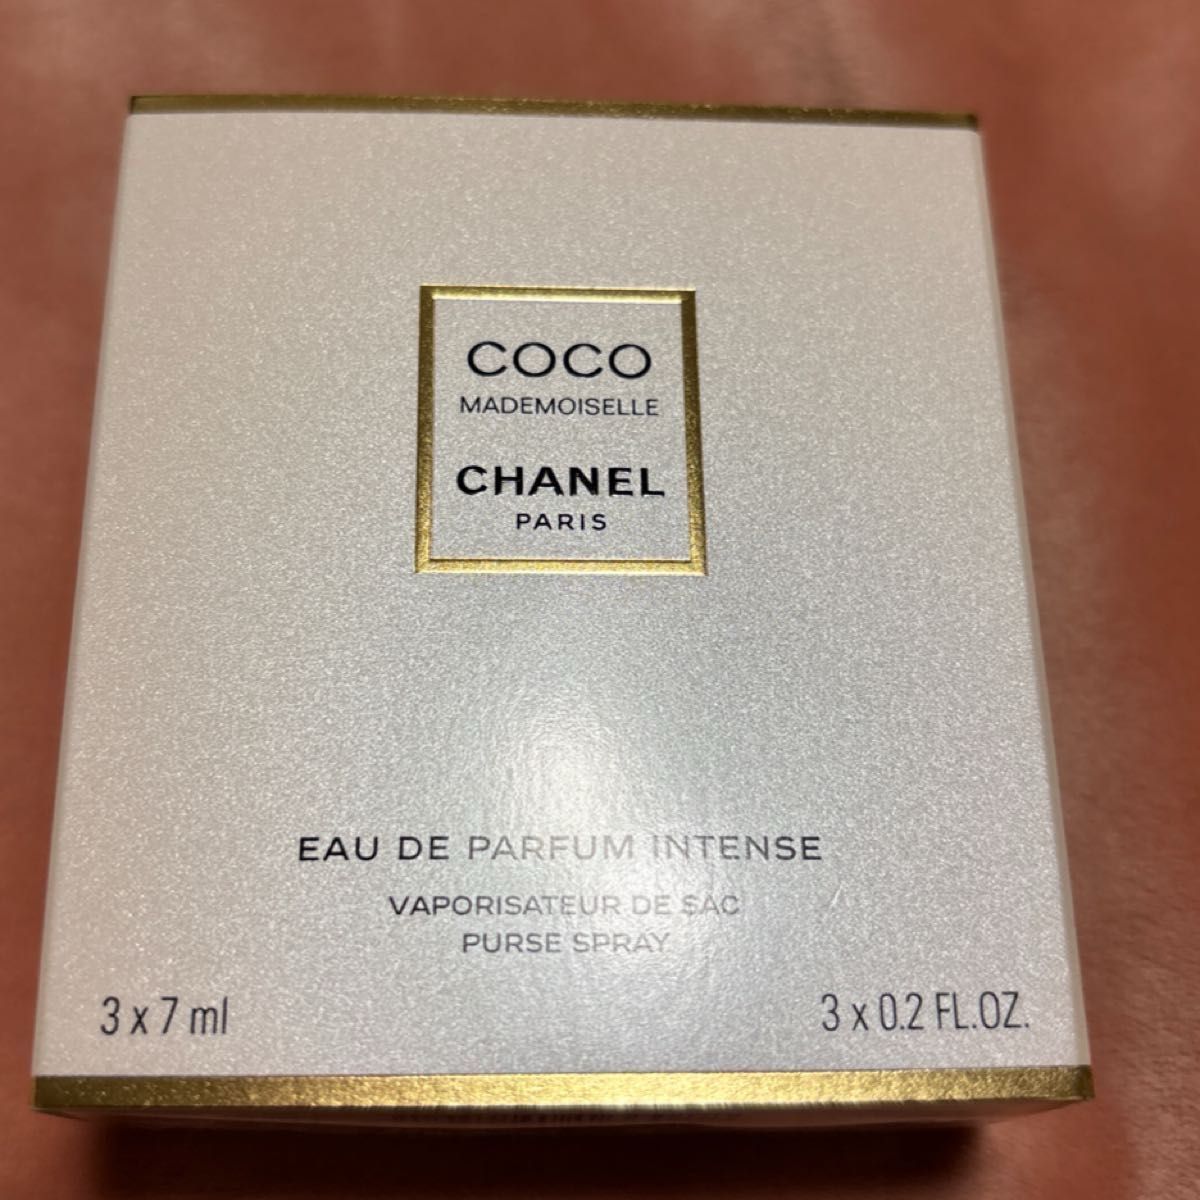 COCO
MADEMOISELLE
CHANEL
PARIS
EAU DE PARFUM INTENSE
VAPORISATEUR DE SAC
PURSE SPRAY
3 x 7 ml
3 x 0.2 FL.OZ.